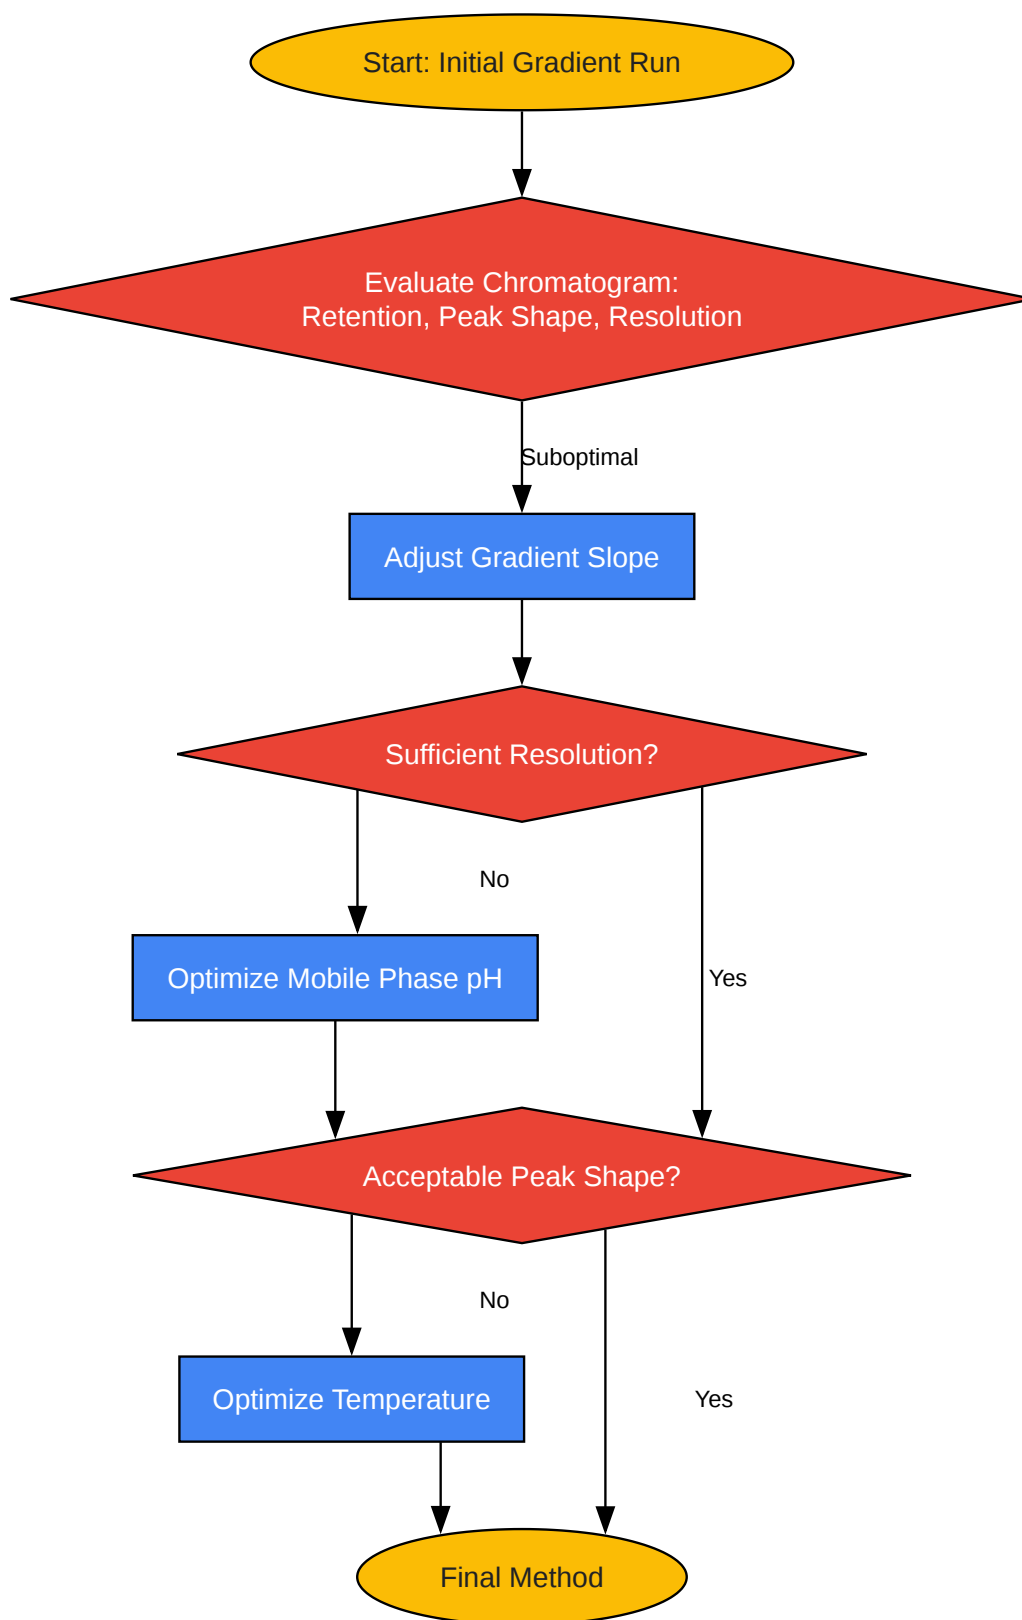 Start: Initial Gradient Run
Evaluate Chromatogram:
Retention, Peak Shape, Resolution
Suboptimal
Adjust Gradient Slope
Sufficient Resolution?
No
Optimize Mobile Phase pH
Yes
Acceptable Peak Shape?
No
Optimize Temperature
Yes
Final Method